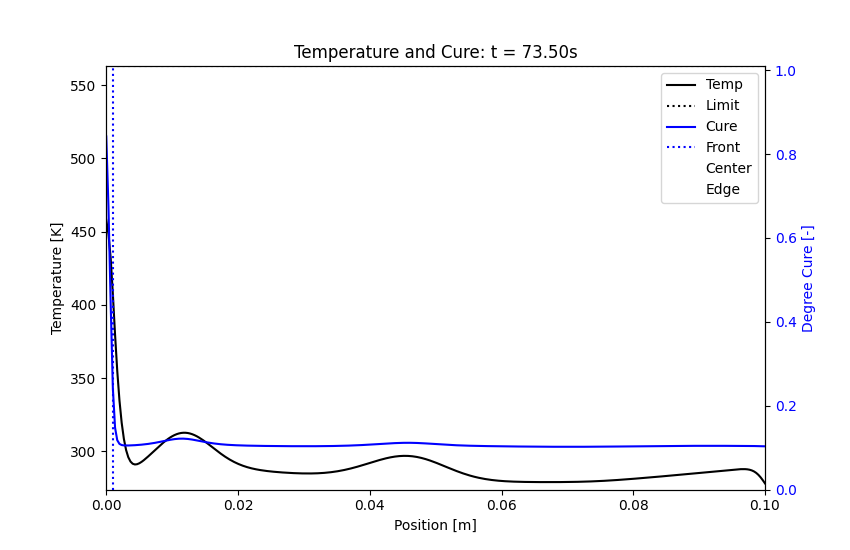 Temperature and Cure: t = 73.50s
550
500
450
400
350
300
Temperature [K]
1.0
0.8
0.6
0.4
0.2
0.0
Degree Cure [-]
Temp
Limit
Cure
Front
Center
Edge
0.00
0.02
0.04
0.06
0.08
0.10
Position [m]